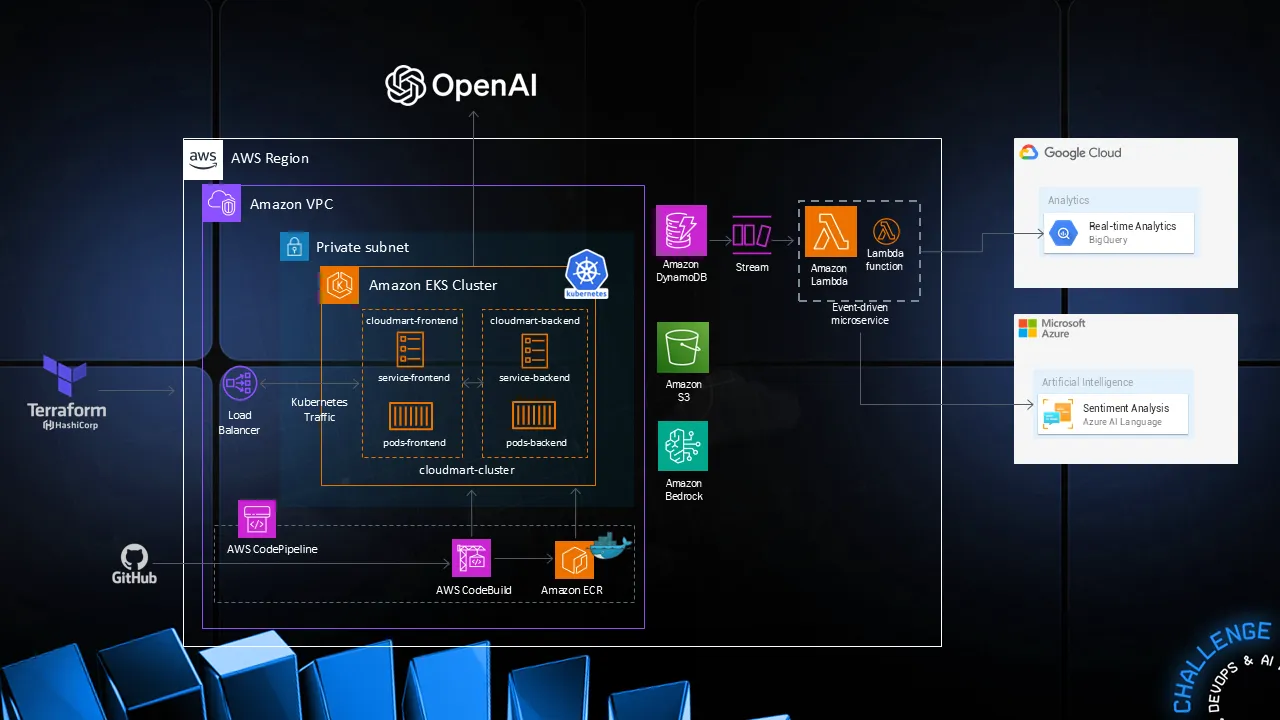 OpenAI
aws
AWS Region
Amazon VPC
Private subnet
Amazon EKS Cluster
kubernetes
cloudmart-frontend
cloudmart-backend
service-frontend
service-backend
pods-frontend
pods-backend
cloudmart-cluster
Load
Balancer
Kubernetes
Traffic
Terraform
HashiCorp
GitHub
AWS CodePipeline
AWS CodeBuild
Amazon ECR
Amazon
DynamoDB
Stream
Amazon
Lambda
Lambda
function
Event-driven
microservice
Amazon
S3
Amazon
Bedrock
Google Cloud
Analytics
Real-time Analytics
BigQuery
Microsoft
Azure
Artificial Intelligence
Sentiment Analysis
Azure AI Language
CHALLENGE
DEVOPS & AI